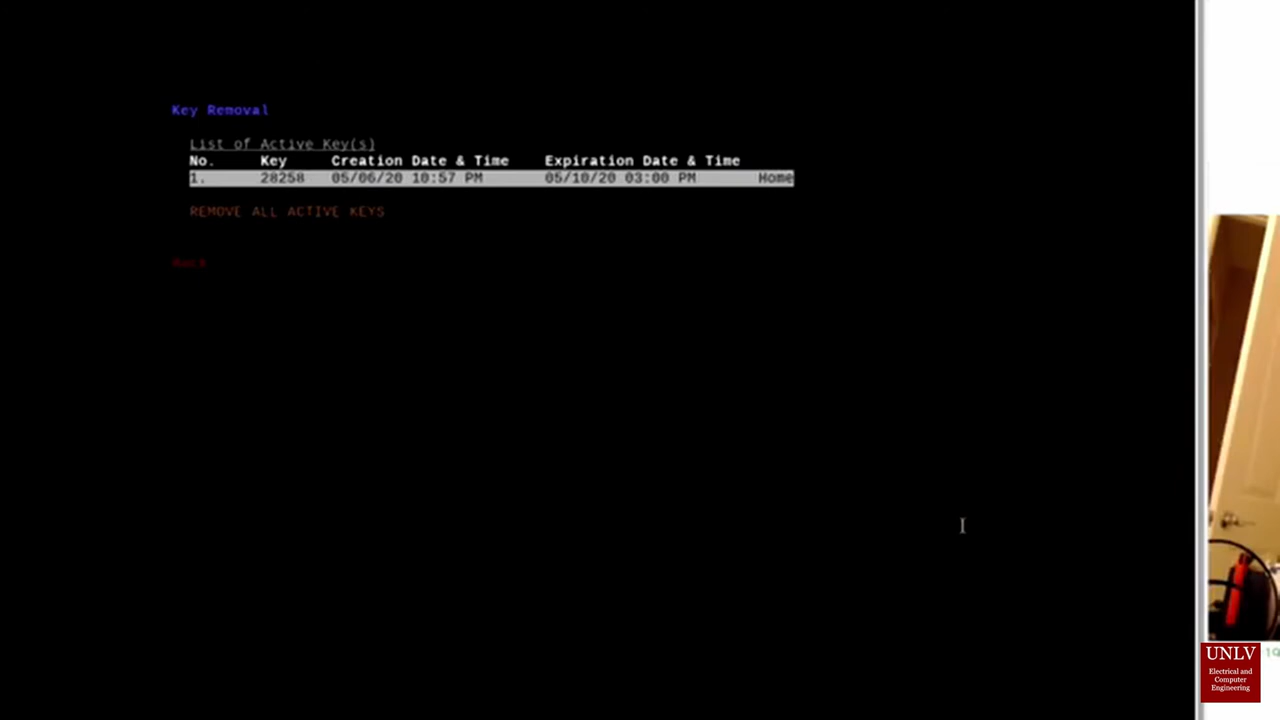 Key Removal
List of Active Key(s)
No. Key Creation Date & Time Expiration Date & Time
1. 28258 05/06/20 10:57 PM 05/10/20 03:00 PM Home
REMOVE ALL ACTIVE KEYS
Back
UNLV
Electrical and
Computer
Engineering